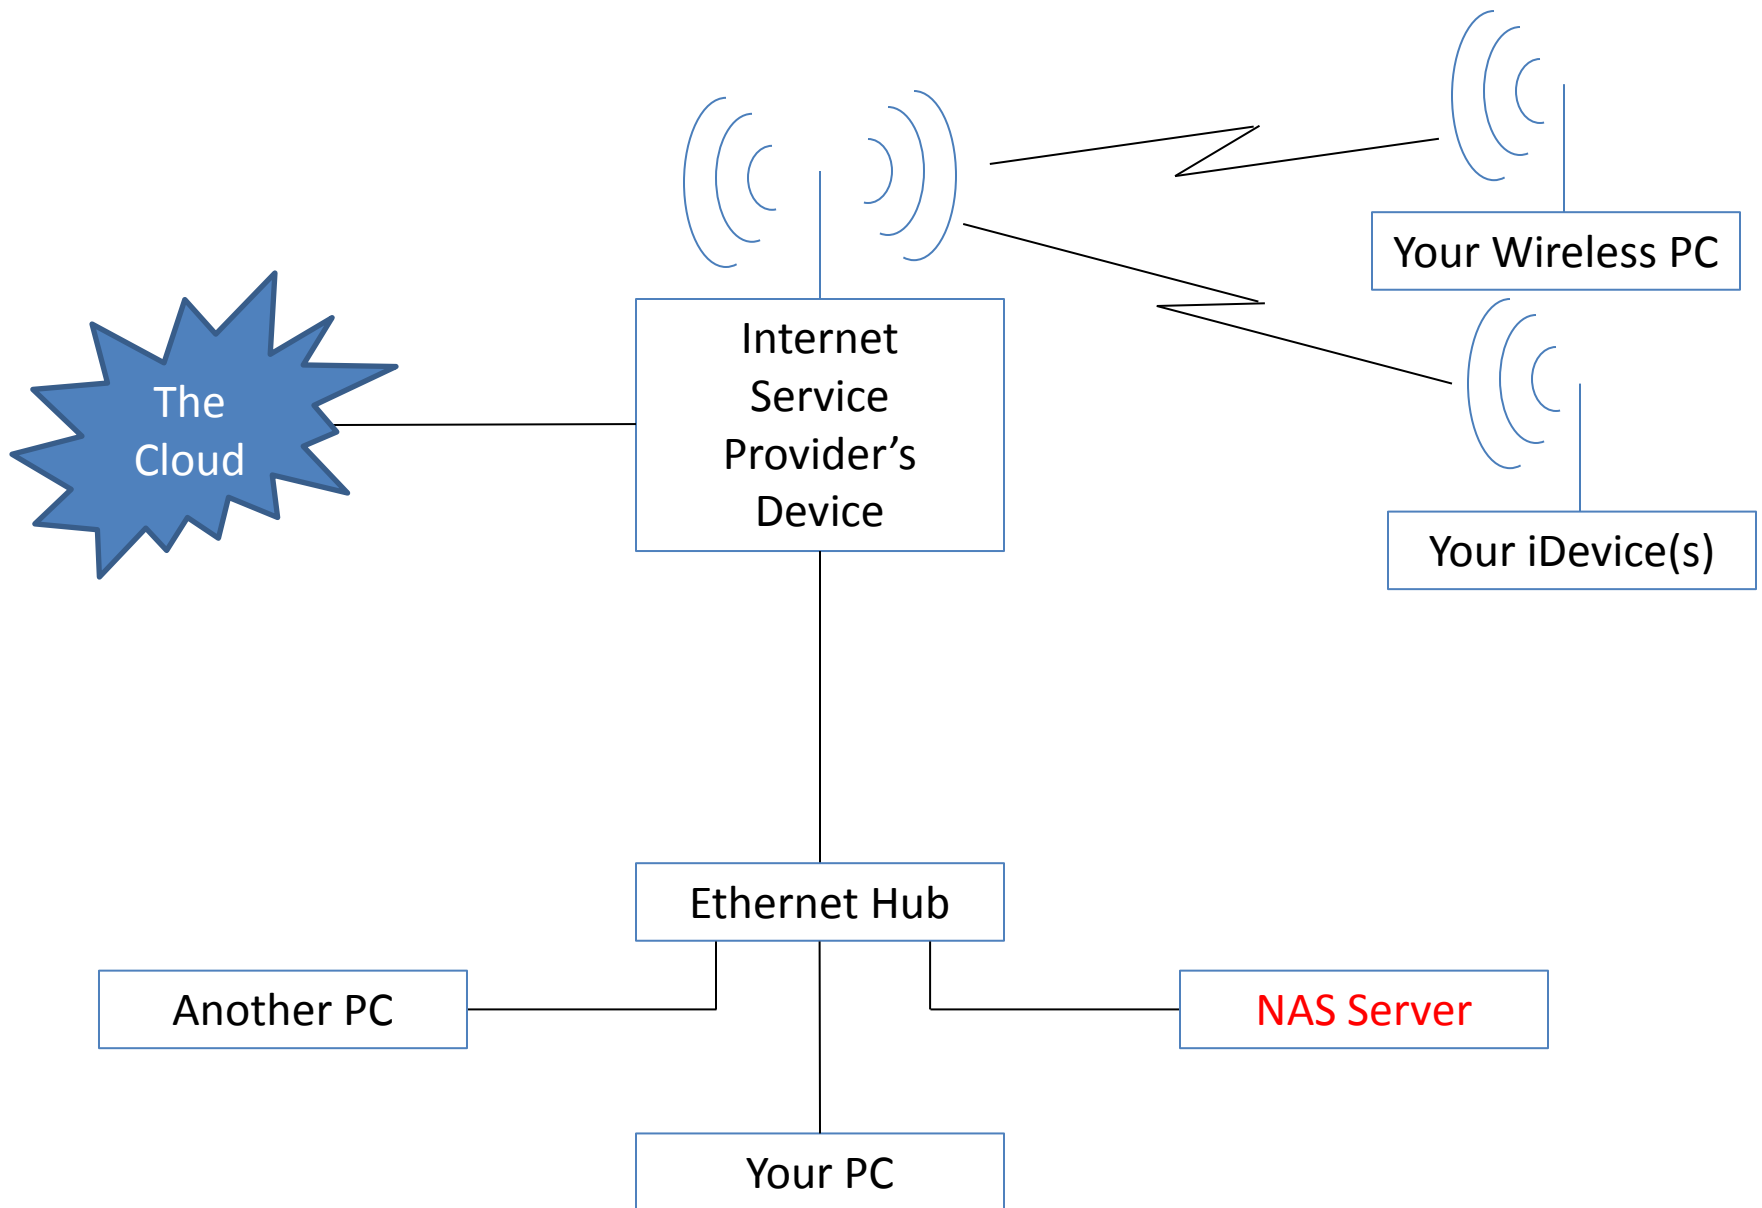 Your Wireless PC
Internet
Service
Provider’s
Device
The
Cloud
Your iDevice(s)
Ethernet Hub
Another PC
NAS Server
Your PC